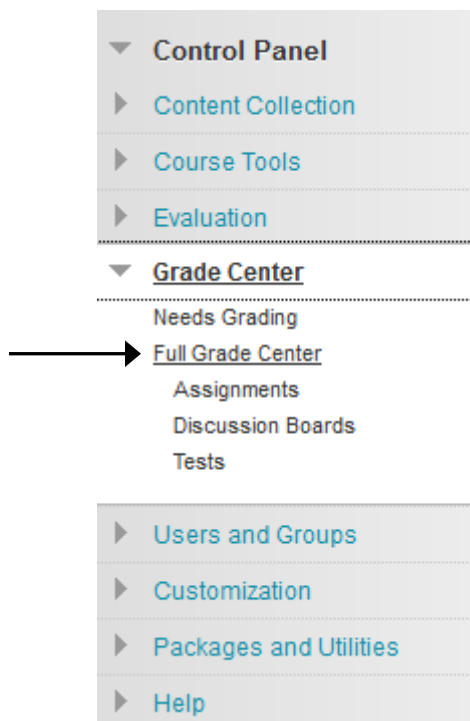 Control Panel
Content Collection
Course Tools
Evaluation
Grade Center
Needs Grading
Full Grade Center
Assignments
Discussion Boards
Tests
Users and Groups
Customization
Packages and Utilities
Help